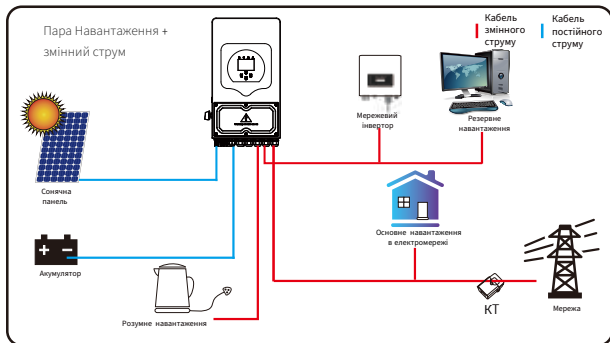 Пара Навантаження +
змінний струм
Кабель
змінного
струму
Кабель
постійного
струму
Мережевий
інвертор
Резервне
навантаження
Сонячна
панель
Основне навантаження
в електромережі
Акумулятор
Розумне навантаження
КТ
Мережа